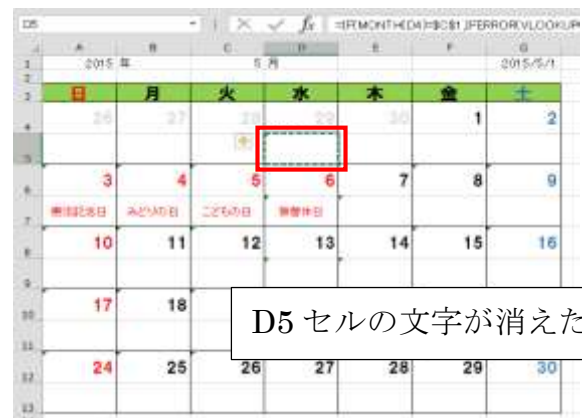 D5 fx =IF(MONTH(D4)=$C$1,IFERROR(VLOOKUP
A B C D E F G
1 2015 年 5 月 2015/5/1
2
3 日 月 火 水 木 金 土
4 26 27 28 29 30 1 2
5
6 3 4 5 6 7 8 9
7 憲法記念日 みどりの日 こどもの日 振替休日
8 10 11 12 13 14 15 16
9
10 17 18
D5 セルの文字が消えた
11
12 24 25 26 27 28 29 30
13